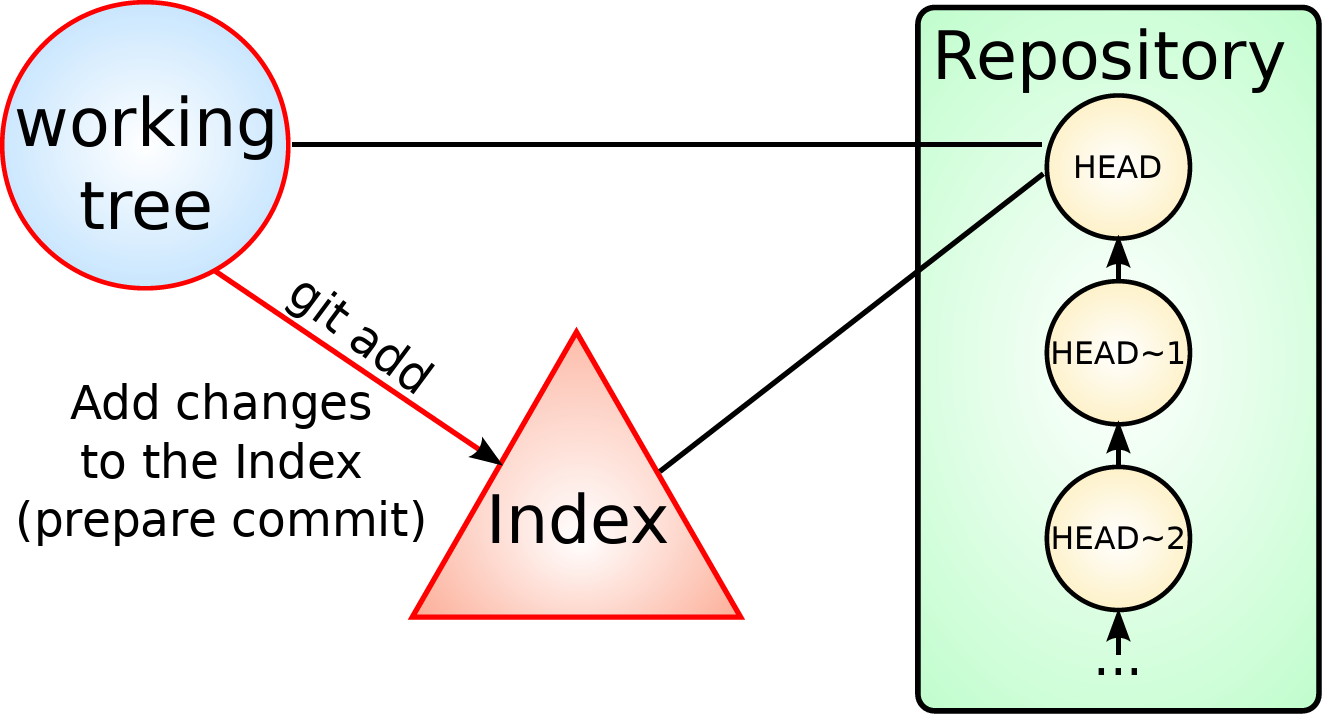 working
tree
git add
Add changes
to the Index
(prepare commit)
Index
Repository
HEAD
HEAD~1
HEAD~2
...